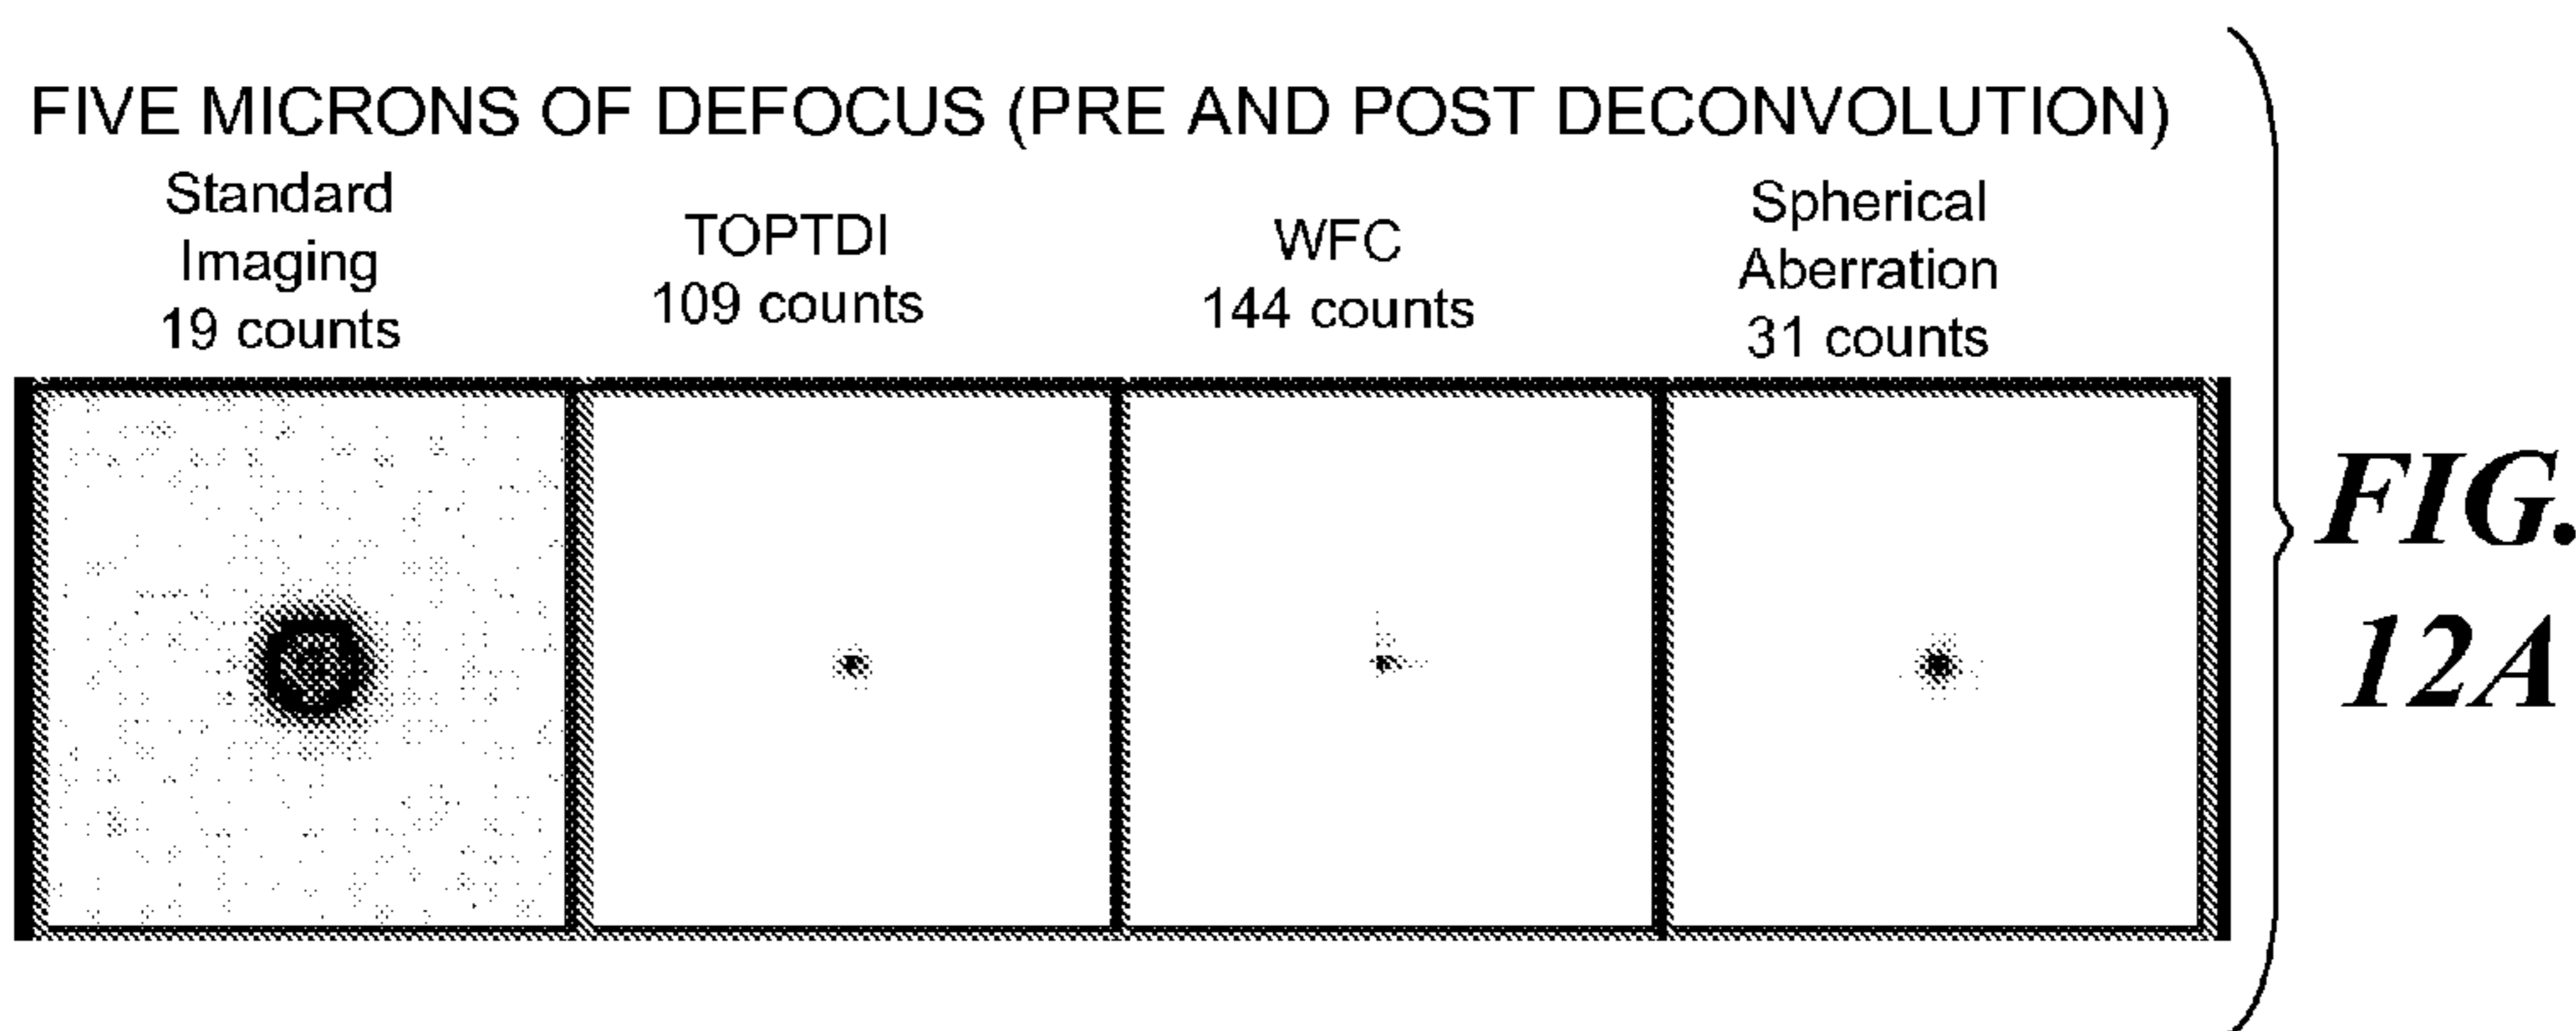 FIVE MICRONS OF DEFOCUS (PRE AND POST DECONVOLUTION)
Standard
Imaging
19 counts
TOPTDI
109 counts
WFC
144 counts
Spherical
Aberration
31 counts
FIG.
12A